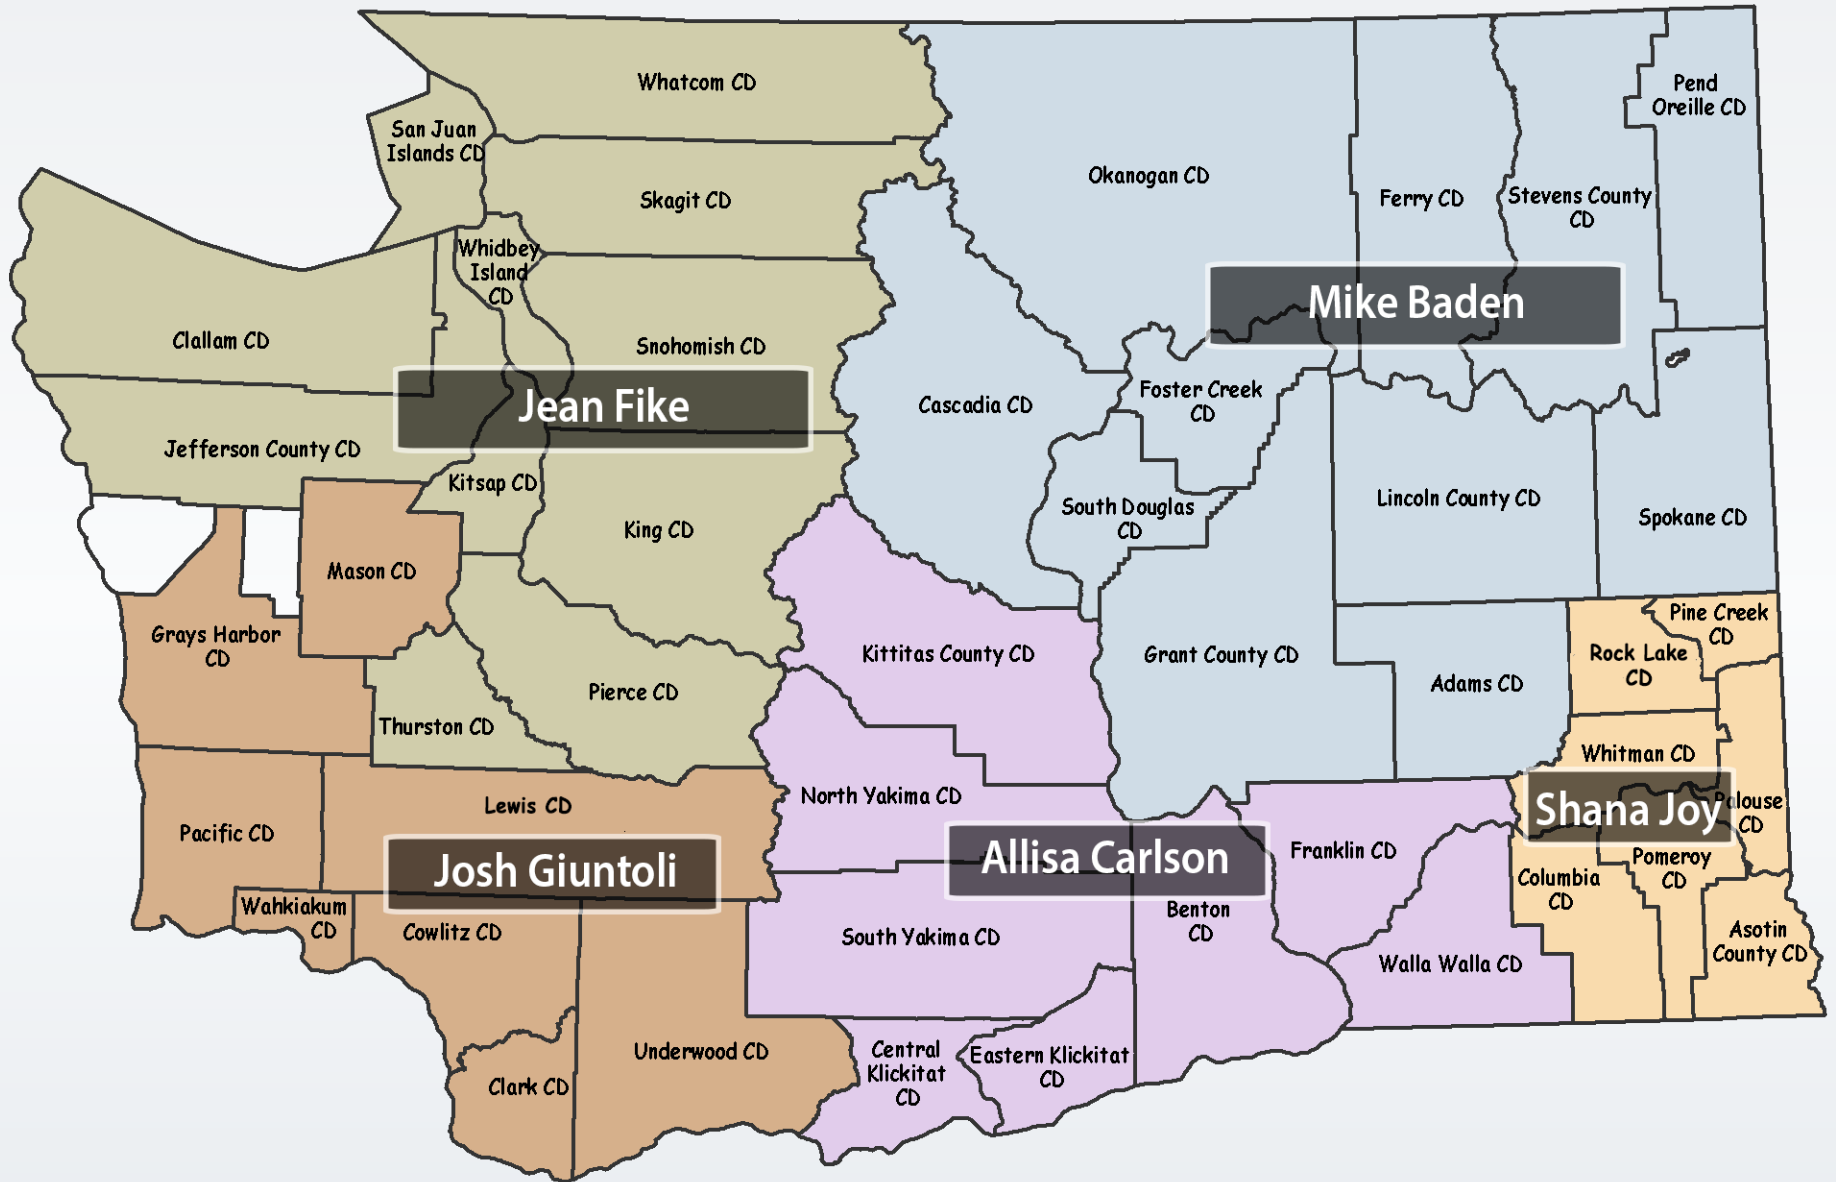 Whatcom CD
San Juan
Islands CD
Skagit CD
Whidbey
Island
CD
Clallam CD
Snohomish CD
Jean Fike
Jefferson County CD
Kitsap CD
King CD
Mason CD
Grays Harbor
CD
Pierce CD
Thurston CD
Okanogan CD
Ferry CD
Stevens County
CD
Pend
Oreille CD
Mike Baden
Cascadia CD
Foster Creek
CD
South Douglas
CD
Lincoln County CD
Spokane CD
Grant County CD
Adams CD
Kittitas County CD
North Yakima CD
Allisa Carlson
South Yakima CD
Benton
CD
Franklin CD
Walla Walla CD
Central
Klickitat
CD
Eastern Klickitat
CD
Pine Creek
CD
Rock Lake
CD
Whitman CD
Shana Joy
Palouse
CD
Pomeroy
CD
Columbia
CD
Asotin
County CD
Lewis CD
Pacific CD
Josh Giuntoli
Wahkiakum
CD
Cowlitz CD
Underwood CD
Clark CD